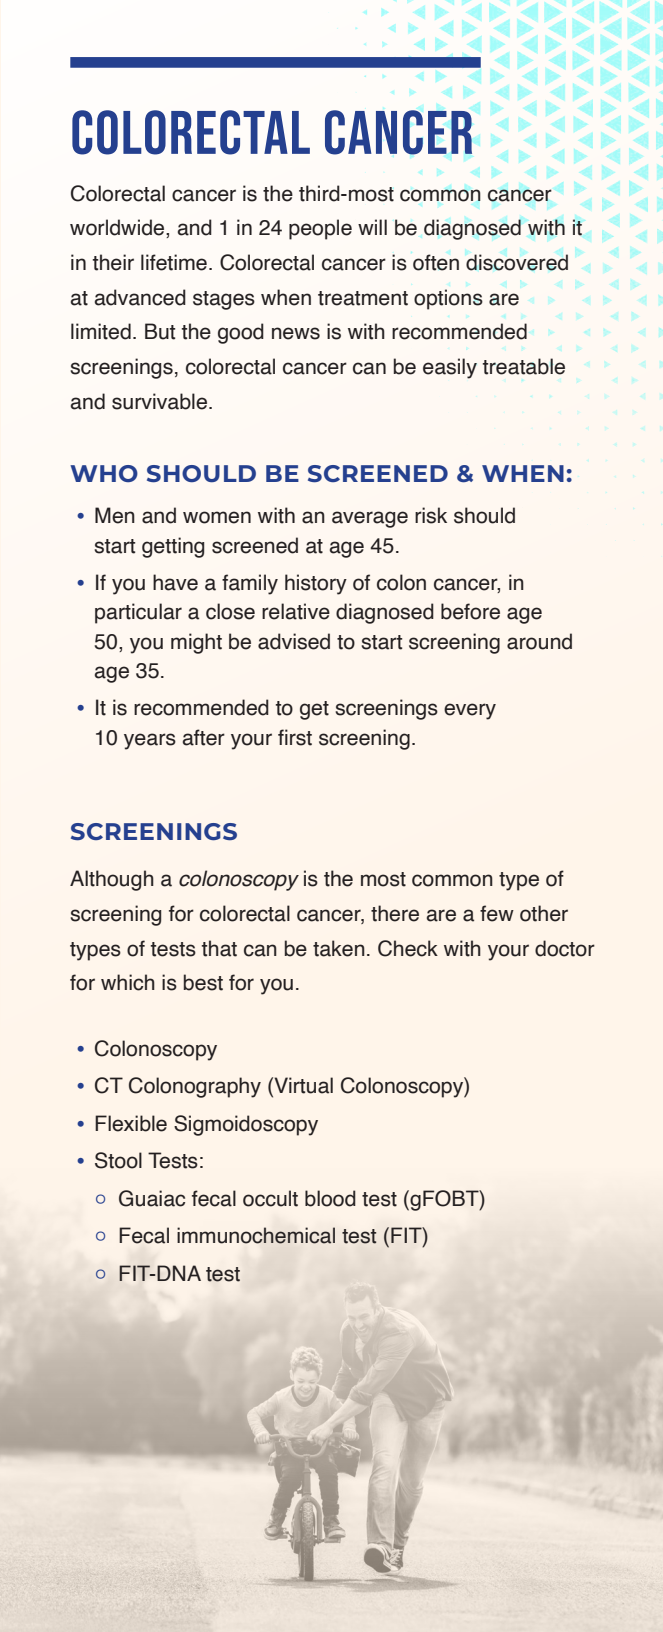 COLORECTAL CANCER
Colorectal cancer is the third-most common cancer
worldwide, and 1 in 24 people will be diagnosed with it
in their lifetime. Colorectal cancer is often discovered
at advanced stages when treatment options are
limited. But the good news is with recommended
screenings, colorectal cancer can be easily treatable
and survivable.
WHO SHOULD BE SCREENED & WHEN:
• Men and women with an average risk should
start getting screened at age 45.
• If you have a family history of colon cancer, in
particular a close relative diagnosed before age
50, you might be advised to start screening around
age 35.
• It is recommended to get screenings every
10 years after your first screening.
SCREENINGS
Although a colonoscopy is the most common type of
screening for colorectal cancer, there are a few other
types of tests that can be taken. Check with your doctor
for which is best for you.
• Colonoscopy
• CT Colonography (Virtual Colonoscopy)
• Flexible Sigmoidoscopy
• Stool Tests:
○ Guaiac fecal occult blood test (gFOBT)
○ Fecal immunochemical test (FIT)
○ FIT-DNA test